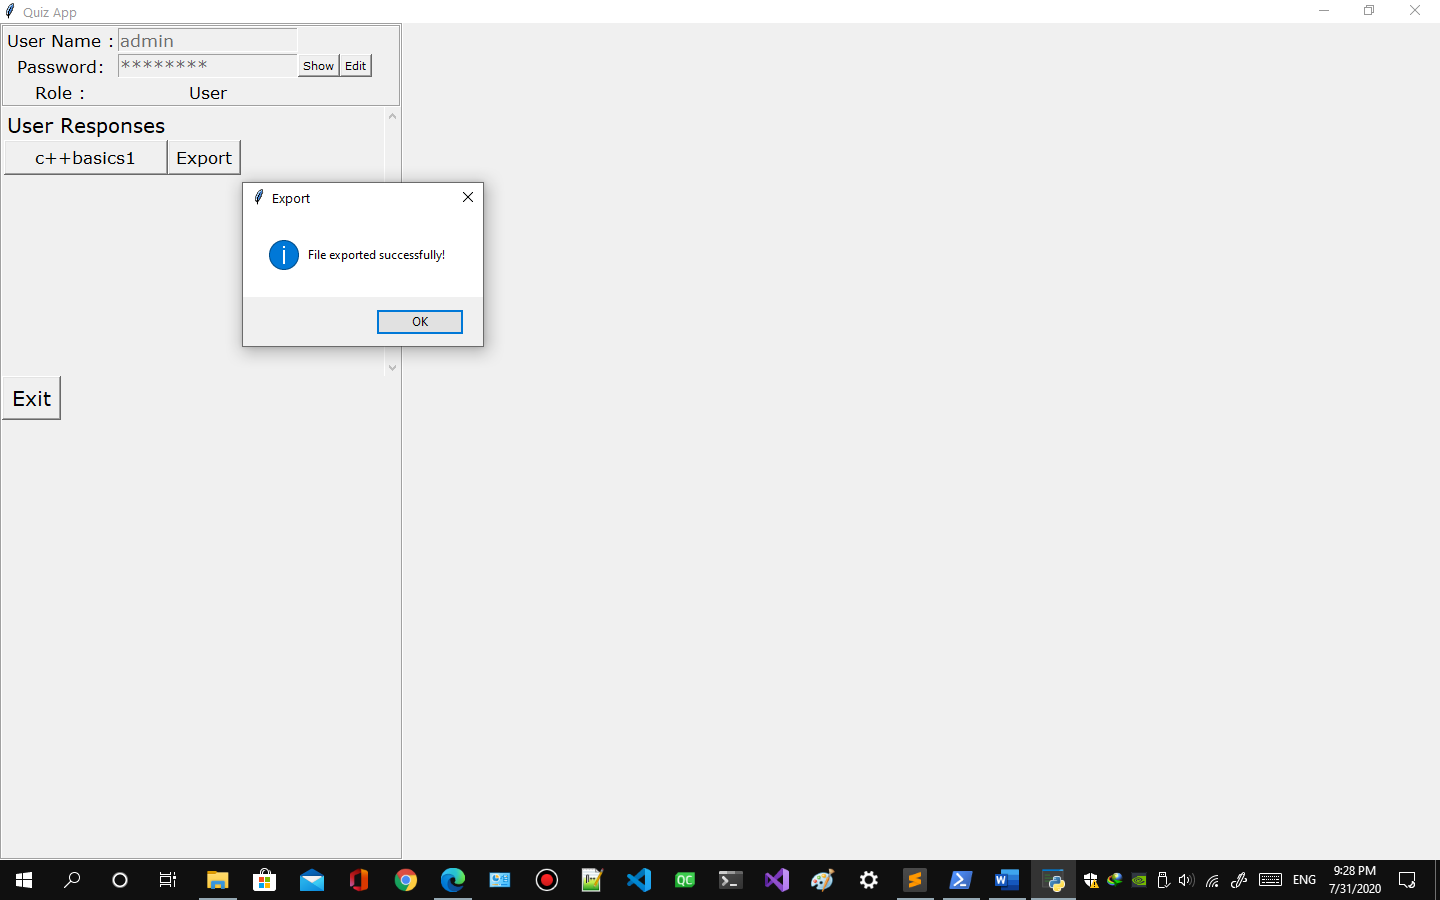 Quiz App
User Name : admin
Password: ******** Show Edit
Role : User
User Responses
c++basics1 Export
Export
File exported successfully!
OK
Exit
QC
ENG
9:28 PM
7/31/2020